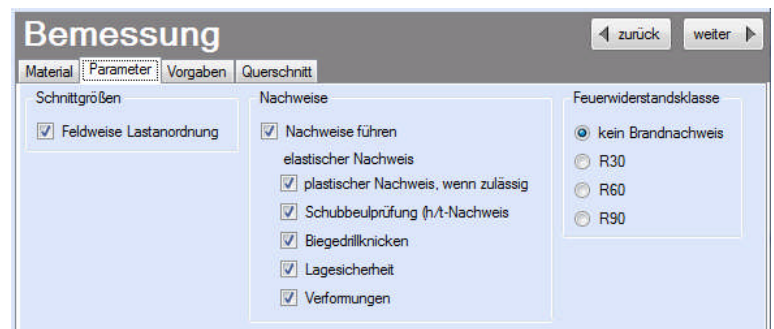 Bemessung
zurück
weiter
Material Parameter Vorgaben Querschnitt
Schnittgrößen
Feldweise Lastanordnung
Nachweise
Nachweise führen
elastischer Nachweis
plastischer Nachweis, wenn zulässig
Schubbeulprüfung (h/t-Nachweis
Biegedrillknicken
Lagesicherheit
Verformungen
Feuerwiderstandsklasse
kein Brandnachweis
R30
R60
R90